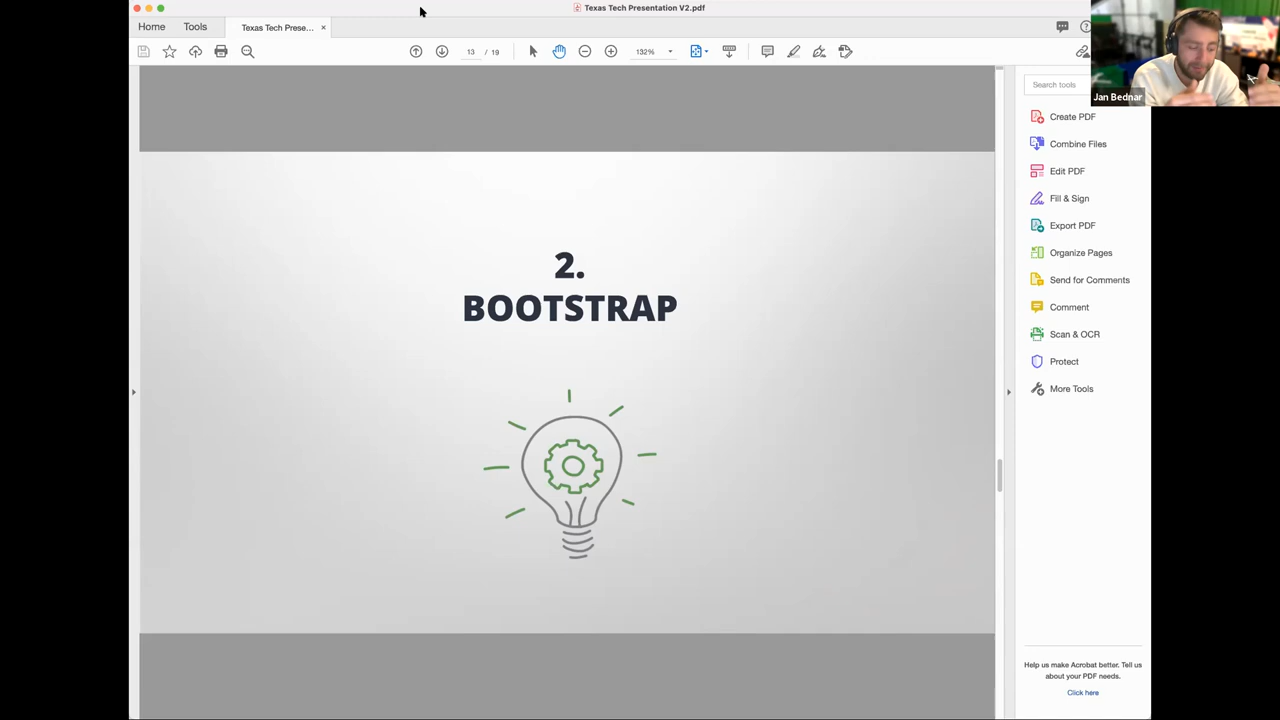 Texas Tech Presentation V2.pdf
Home
Tools
Texas Tech Prese...
×
13 / 19
132%
Search tools
Jan Bednar
Create PDF
Combine Files
Edit PDF
Fill & Sign
Export PDF
Organize Pages
Send for Comments
Comment
Scan & OCR
Protect
More Tools
2.
BOOTSTRAP
Help us make Acrobat better. Tell us
about your PDF needs.
Click here